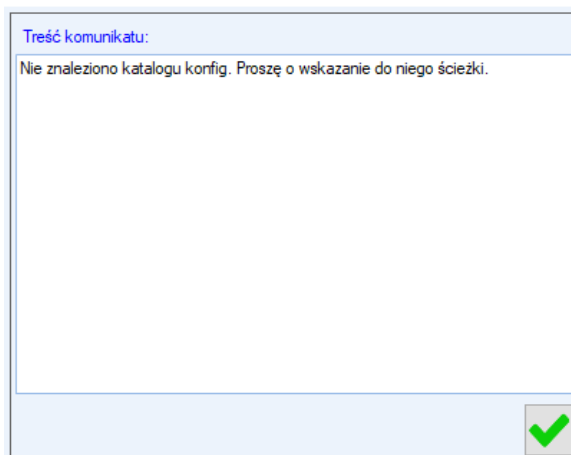 Treść komunikatu:
Nie znaleziono katalogu konfig. Proszę o wskazanie do niego ścieżki.